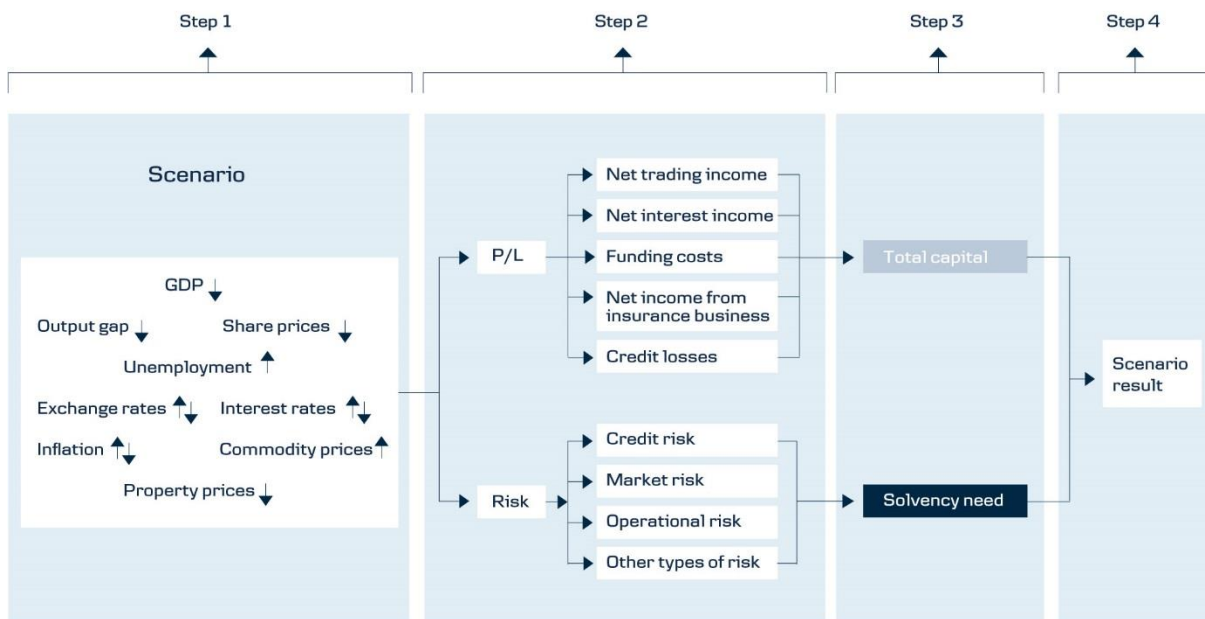 Step 1
Step 2
Step 3
Step 4
Scenario
GDP
Output gap
Share prices
Unemployment
Exchange rates
Interest rates
Inflation
Commodity prices
Property prices
P/L
Net trading income
Net interest income
Funding costs
Net income from
insurance business
Credit losses
Risk
Credit risk
Market risk
Operational risk
Other types of risk
Total capital
Solvency need
Scenario
result